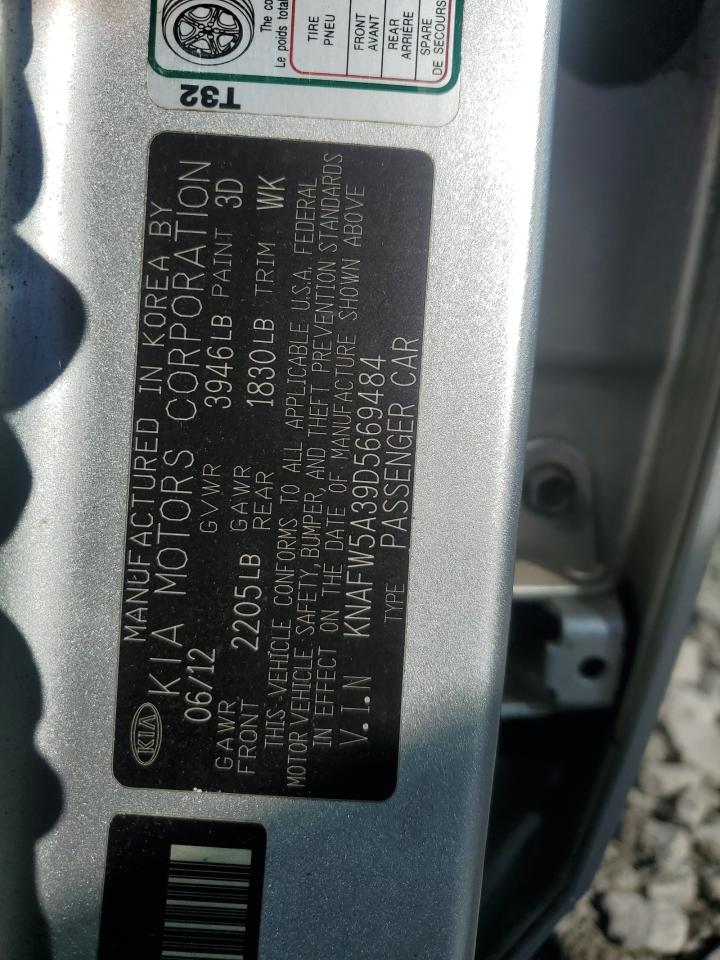 The co
Le poids total
TIRE
PNEU
FRONT
AVANT
REAR
ARRIÈRE
SPARE
DE SECOURS
T32
KIA
MANUFACTURED IN KOREA BY
KIA MOTORS CORPORATION
06/12 GVWR 3946LB PAINT 3D
GAWR FRONT 2205LB GAWR REAR 1830LB TRIM WK
THIS VEHICLE CONFORMS TO ALL APPLICABLE U.S.A. FEDERAL
MOTOR VEHICLE SAFETY, BUMPER, AND THEFT PREVENTION STANDARDS
IN EFFECT ON THE DATE OF MANUFACTURE SHOWN ABOVE
V.I.N KNAFW5A39D5669484
TYPE PASSENGER CAR